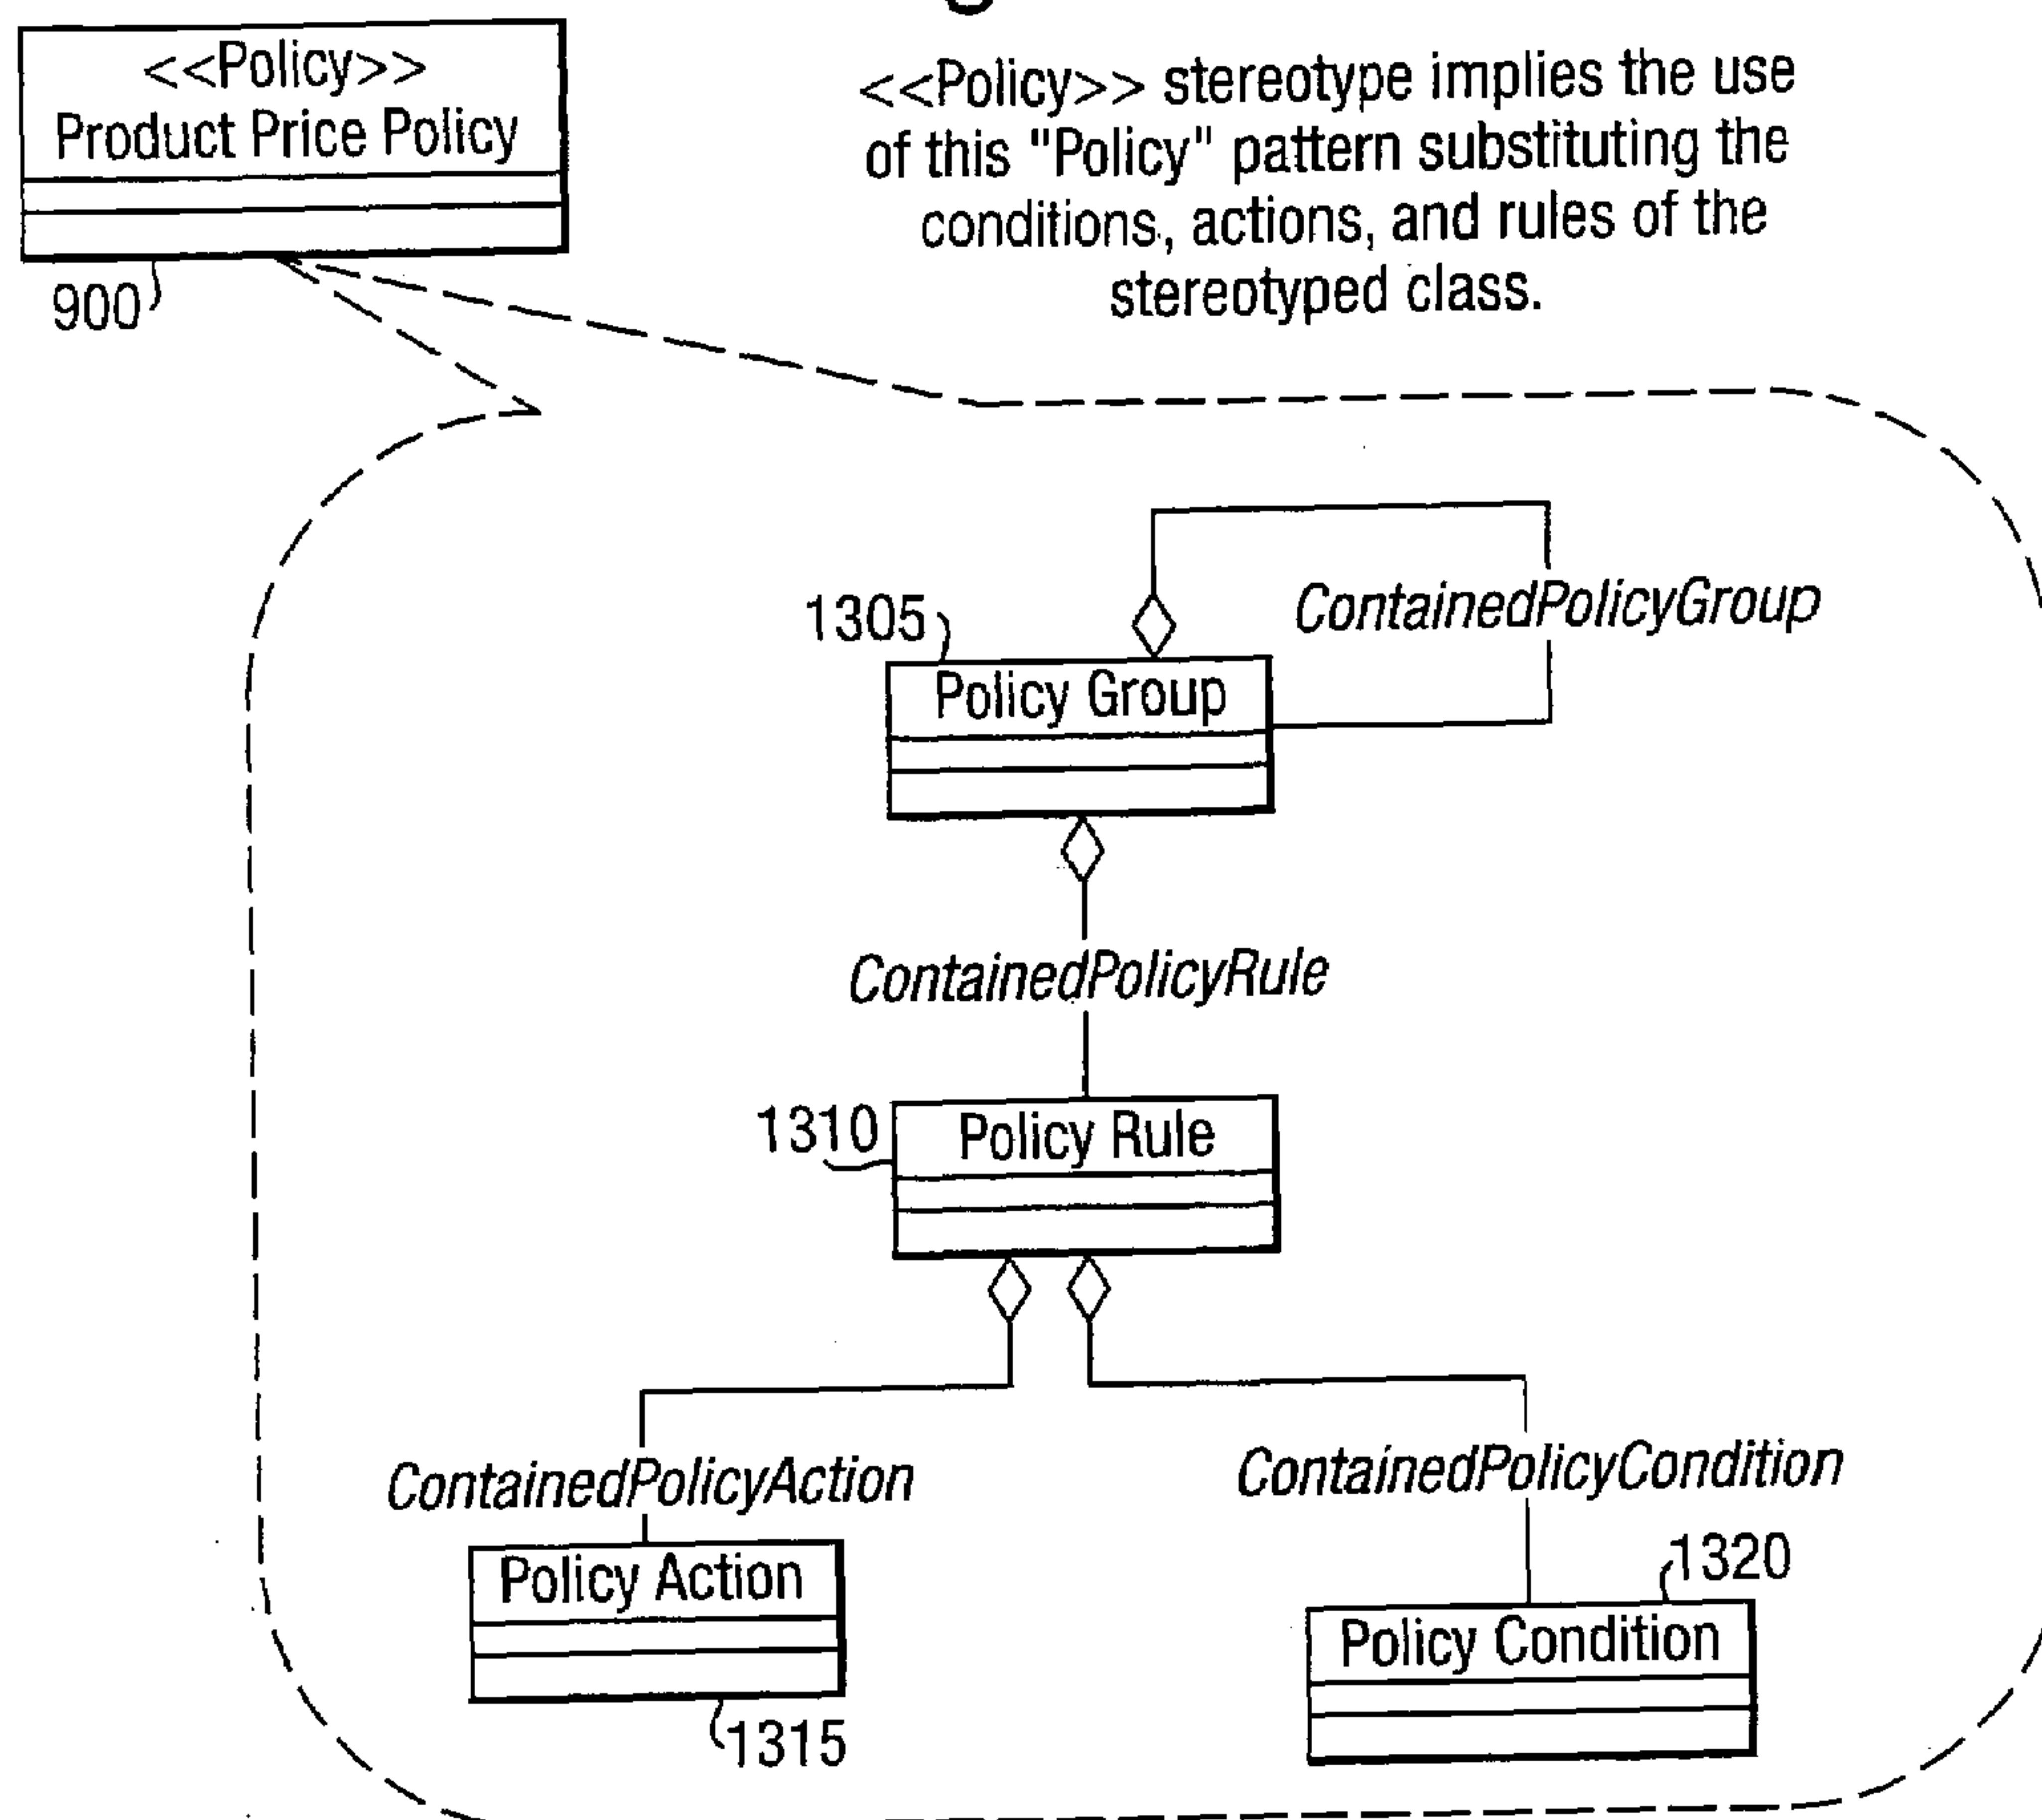 <<Policy>>
Product Price Policy
900
<<Policy>> stereotype implies the use
of this "Policy" pattern substituting the
conditions, actions, and rules of the
stereotyped class.
1305
ContainedPolicyGroup
Policy Group
ContainedPolicyRule
1310
Policy Rule
ContainedPolicyAction
ContainedPolicyCondition
Policy Action
1315
1320
Policy Condition